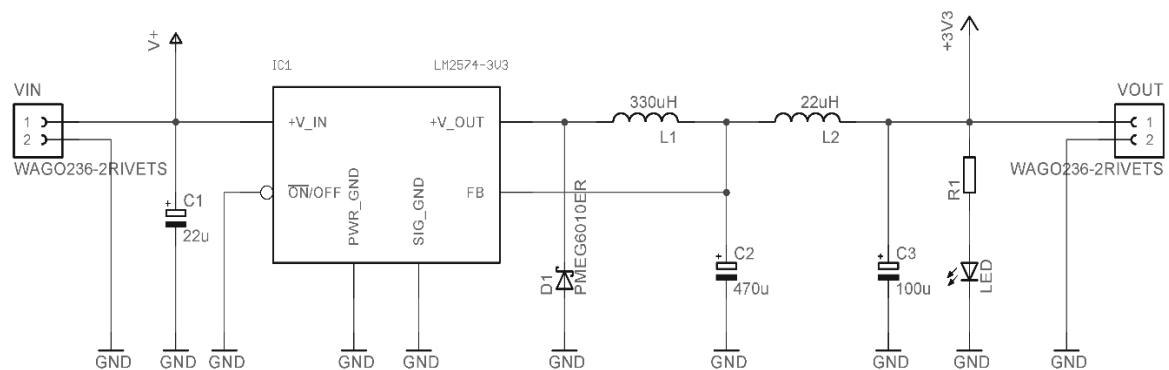 V+
+3V3
IC1 LM2574-3V3
VIN
VOUT
1
2
WAGO236-2RIVETS
+V_IN
+V_OUT
ON/OFF
FB
PWR_GND
SIG_GND
330uH
L1
22uH
L2
1
2
WAGO236-2RIVETS
R1
+
C1
22u
D1
PMEG6010ER
+
C2
470u
+
C3
100u
LED
GND
GND
GND
GND
GND
GND
GND
GND
GND
GND